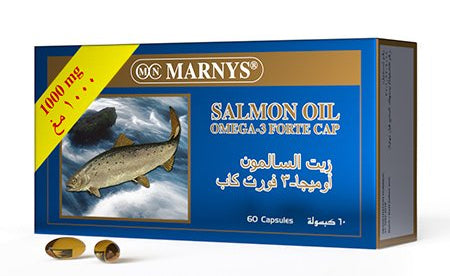 1000 mg
١٠٠٠ مغ
MN MARNYS®
SALMON OIL
OMEGA-3 FORTE CAP
زيت السالمون
أوميجا-٣ فورت كاب
60 Capsules ٦٠ كبسولة